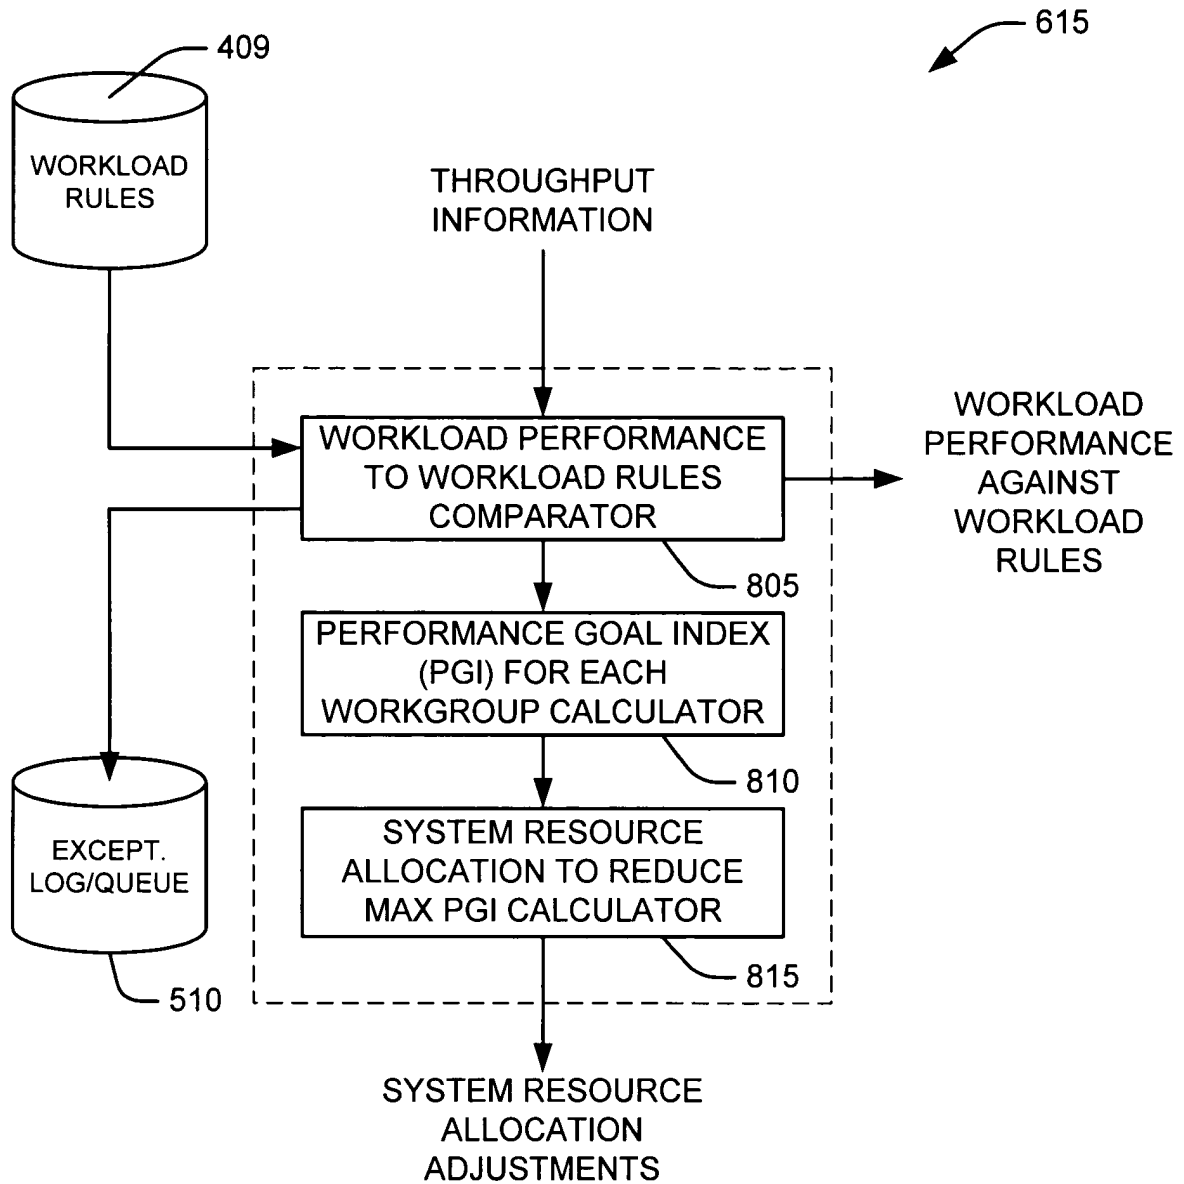 615
409
WORKLOAD
RULES
THROUGHPUT
INFORMATION
WORKLOAD PERFORMANCE
TO WORKLOAD RULES
COMPARATOR
805
WORKLOAD
PERFORMANCE
AGAINST
WORKLOAD
RULES
PERFORMANCE GOAL INDEX
(PGI) FOR EACH
WORKGROUP CALCULATOR
810
EXCEPT.
LOG/QUEUE
510
SYSTEM RESOURCE
ALLOCATION TO REDUCE
MAX PGI CALCULATOR
815
SYSTEM RESOURCE
ALLOCATION
ADJUSTMENTS